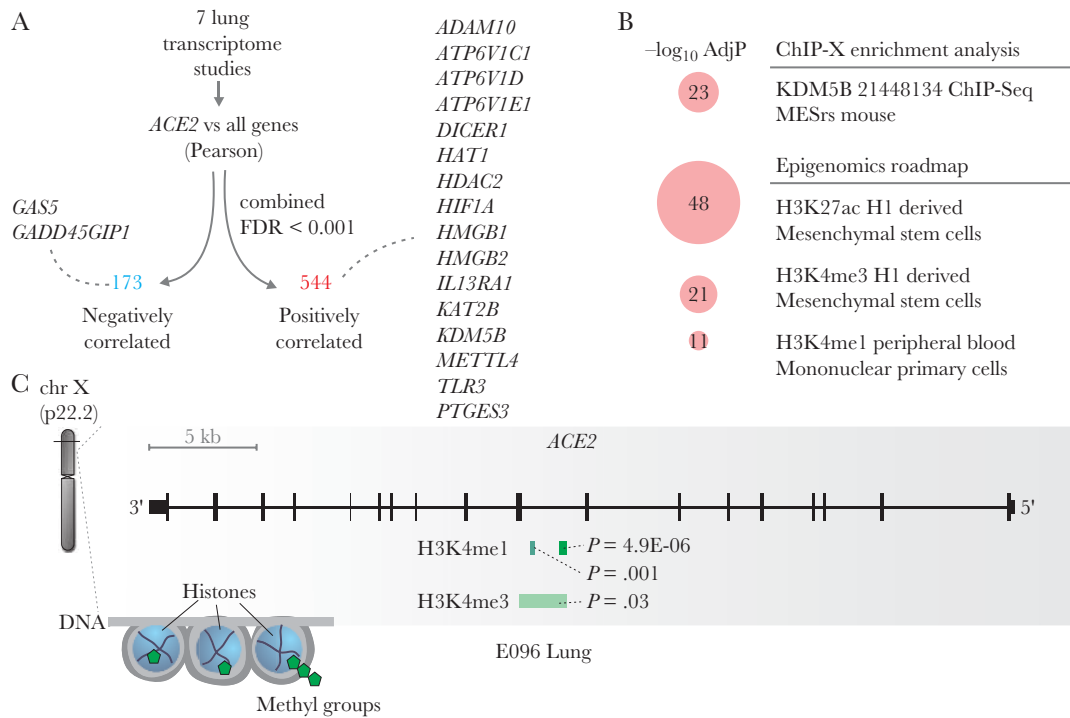 A
7 lung
transcriptome
studies
ACE2 vs all genes
(Pearson)
combined
FDR < 0.001
GAS5
GADD45GIP1
173
544
Negatively
correlated
Positively
correlated
ADAM10
ATP6V1C1
ATP6V1D
ATP6V1E1
DICER1
HAT1
HDAC2
HIF1A
HMGB1
HMGB2
IL13RA1
KAT2B
KDM5B
METTL4
TLR3
PTGES3
B
–log10 AdjP
ChIP-X enrichment analysis
23
KDM5B 21448134 ChIP-Seq
MESrs mouse
Epigenomics roadmap
48
H3K27ac H1 derived
Mesenchymal stem cells
21
H3K4me3 H1 derived
Mesenchymal stem cells
11
H3K4me1 peripheral blood
Mononuclear primary cells
C
chr X
(p22.2)
5 kb
ACE2
3'
5'
H3K4me1
P = 4.9E-06
P = .001
H3K4me3
P = .03
Histones
DNA
E096 Lung
Methyl groups